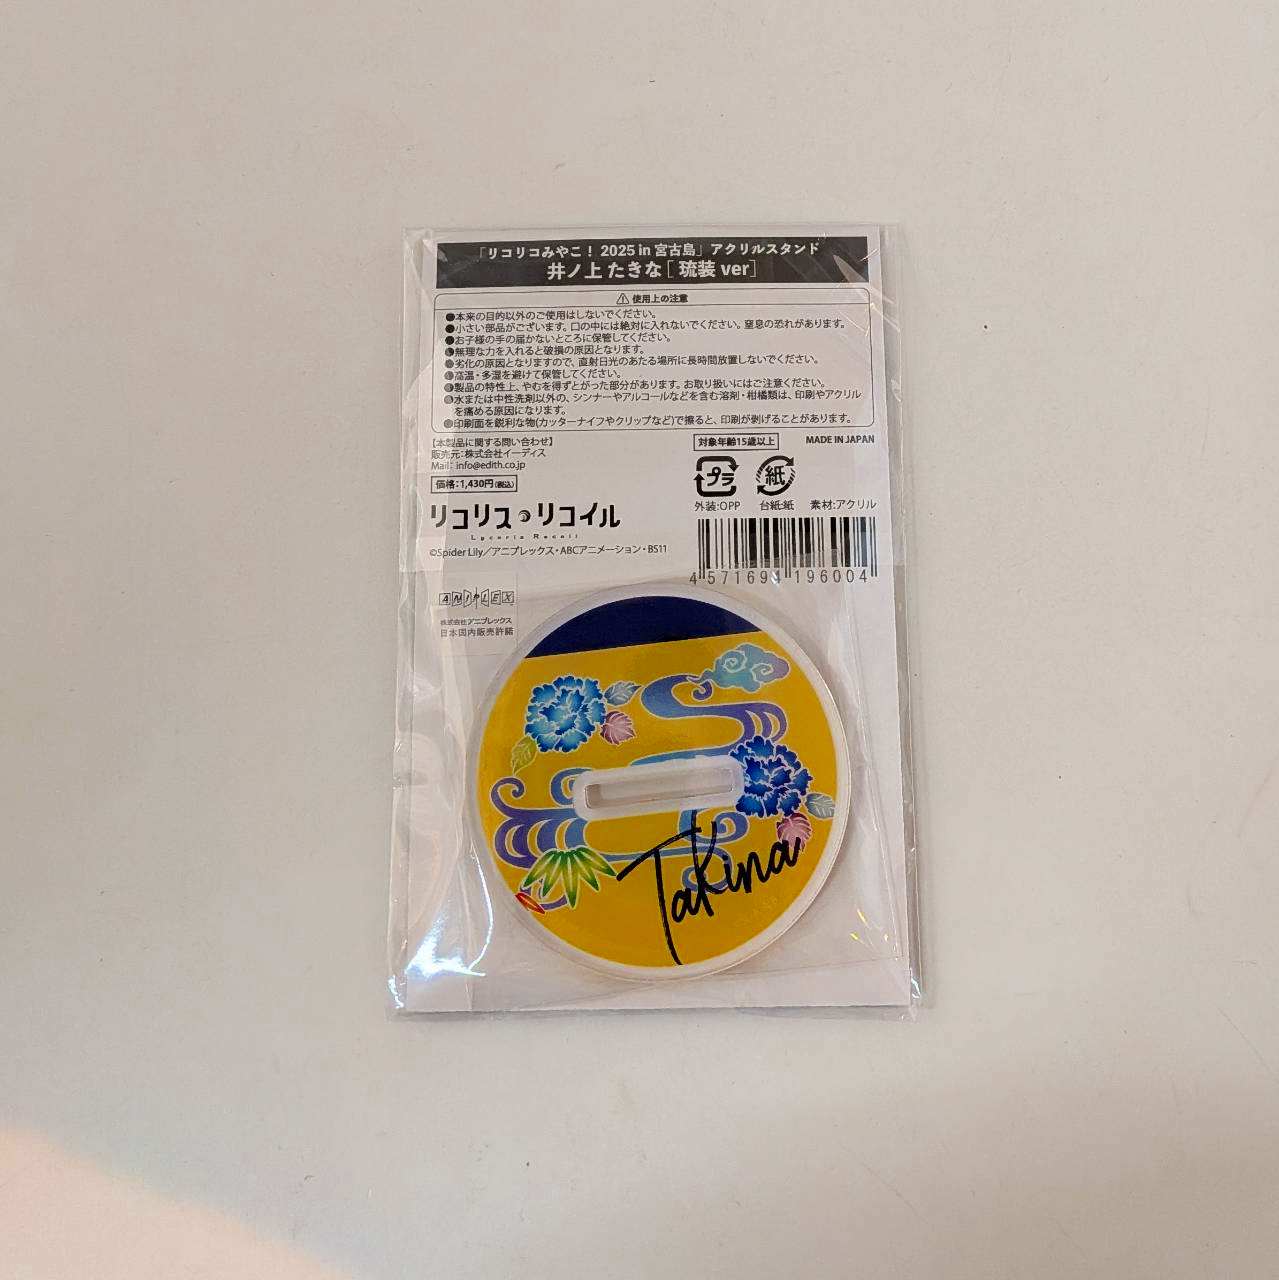 「リコリコみやこ！ 2025 in 宮古島」アクリルスタンド
井ノ上 たきな［ 琉装 ver］
⚠ 使用上の注意
●本来の目的以外のご使用はしないでください。
●小さい部品がございます。口の中には絶対に入れないでください。窒息の恐れがあります。
●お子様の手の届かないところに保管してください。
●無理な力を入れると破損の原因となります。
●劣化の原因となりますので、直射日光のあたる場所に長時間放置しないでください。
●高温・多湿を避けて保管してください。
●製品の特性上、やむを得ずとがった部分があります。お取り扱いにはご注意ください。
●水または中性洗剤以外の、シンナーやアルコールなどを含む溶剤・柑橘類は、印刷やアクリル
を痛める原因になります。
●印刷面を鋭利な物(カッターナイフやクリップなど)で擦ると、印刷が剥げることがあります。
【本製品に関する問い合わせ】
販売元：株式会社イーディス
Mail：info@edith.co.jp
価格：1,430円(税込)
対象年齢15歳以上
MADE IN JAPAN
プラ
紙
外装:OPP 台紙:紙 素材:アクリル
リコリス・リコイル
Lycoris Recoil
©Spider Lily／アニプレックス・ABCアニメーション・BS11
4 571694 196004
ANIPLEX
株式会社アニプレックス
日本国内販売許諾
Takina